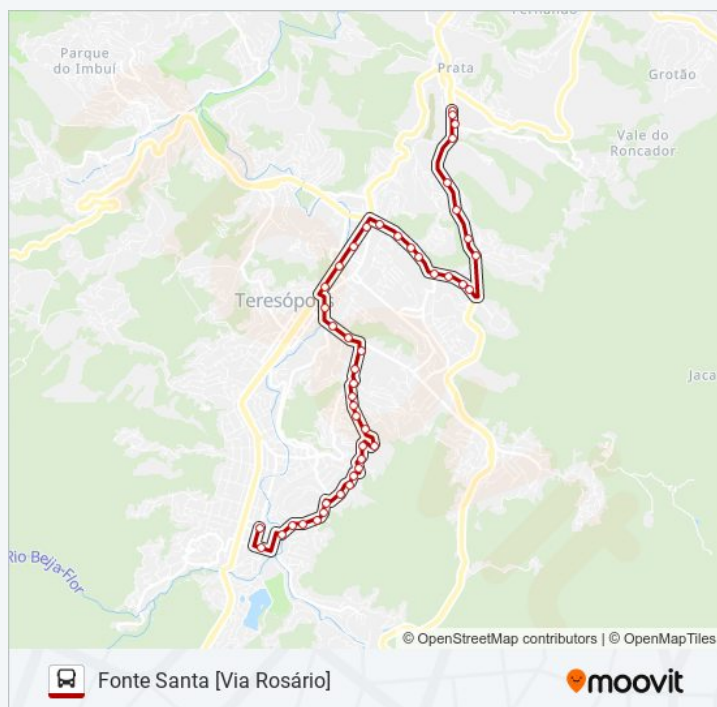 Fernando
Parque
do Imbuí
Prata
Grotão
Vale do
Roncador
Teresópolis
Jaca
Rio Beija-Flor
© OpenStreetMap contributors | © OpenMapTiles
Fonte Santa [Via Rosário]
moovit